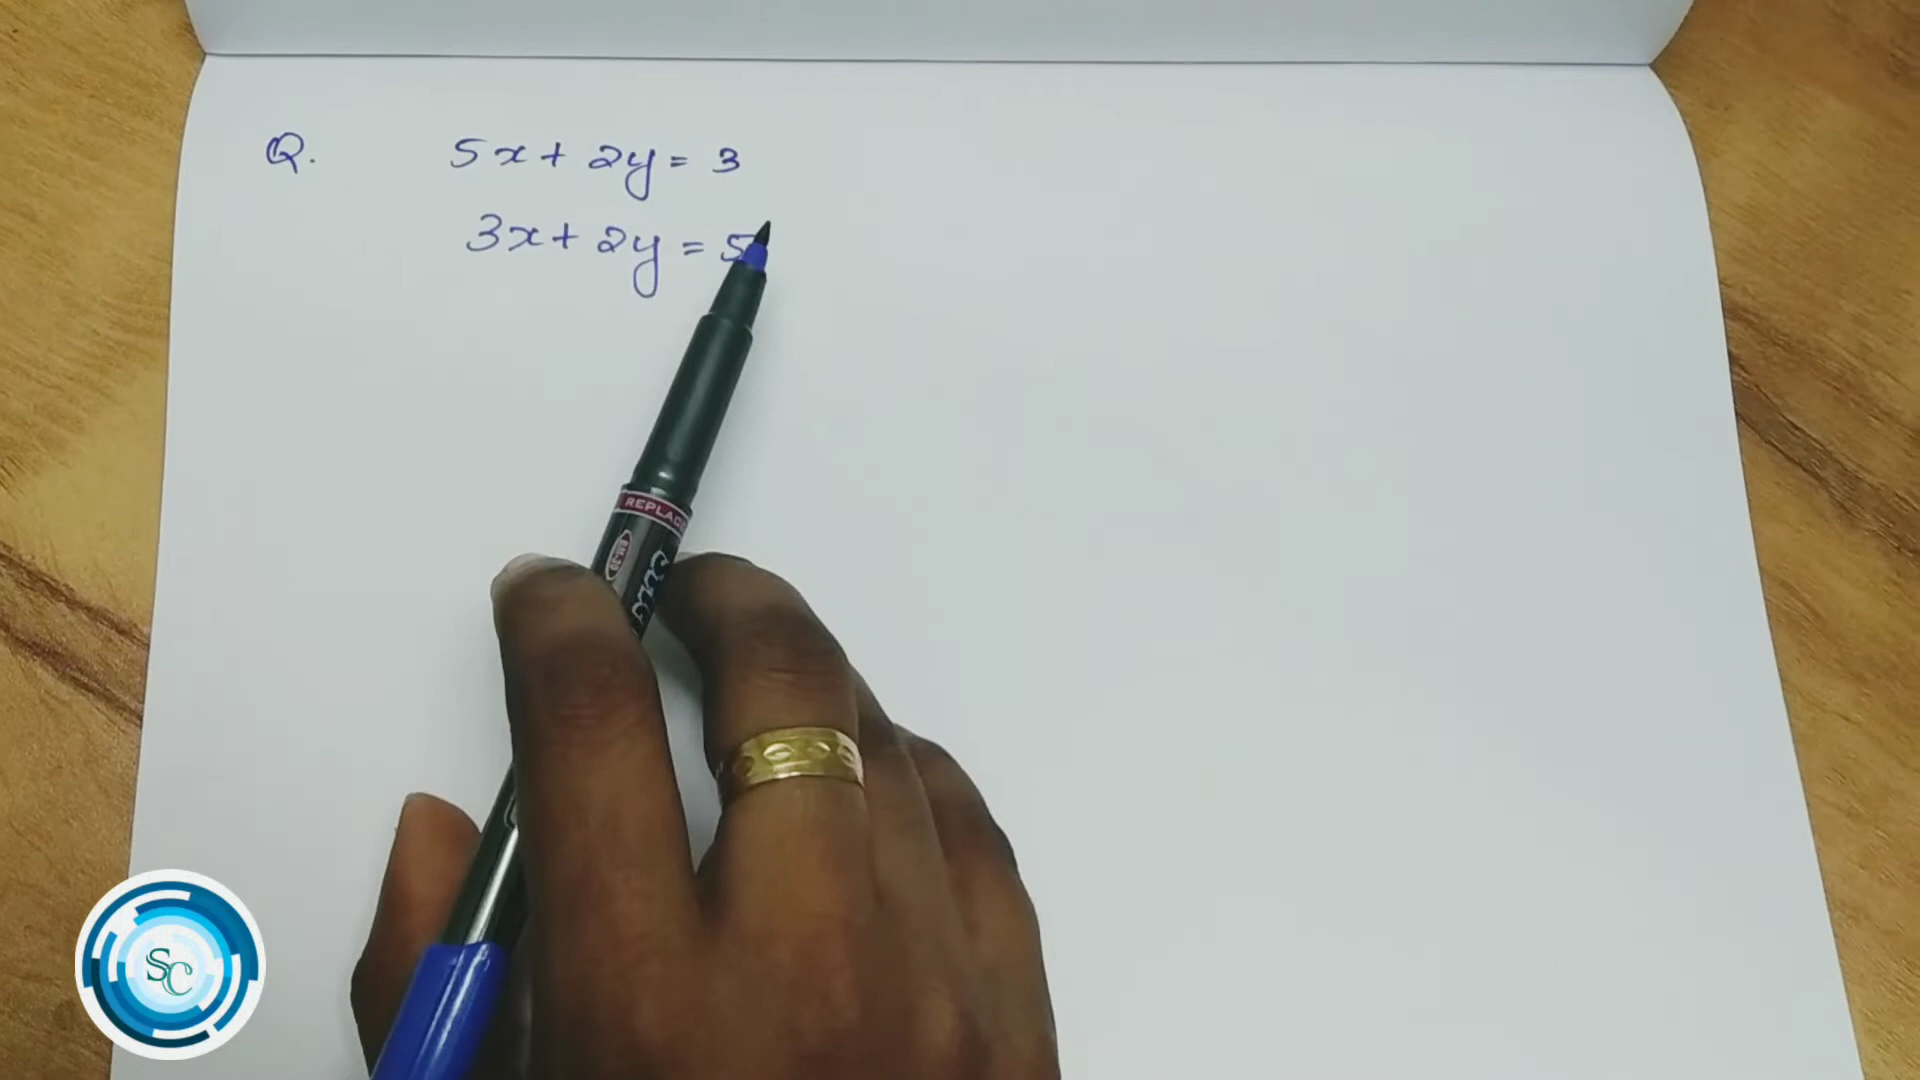 Q. 5x + 2y = 3
3x + 2y = 5
REPLAC
SC